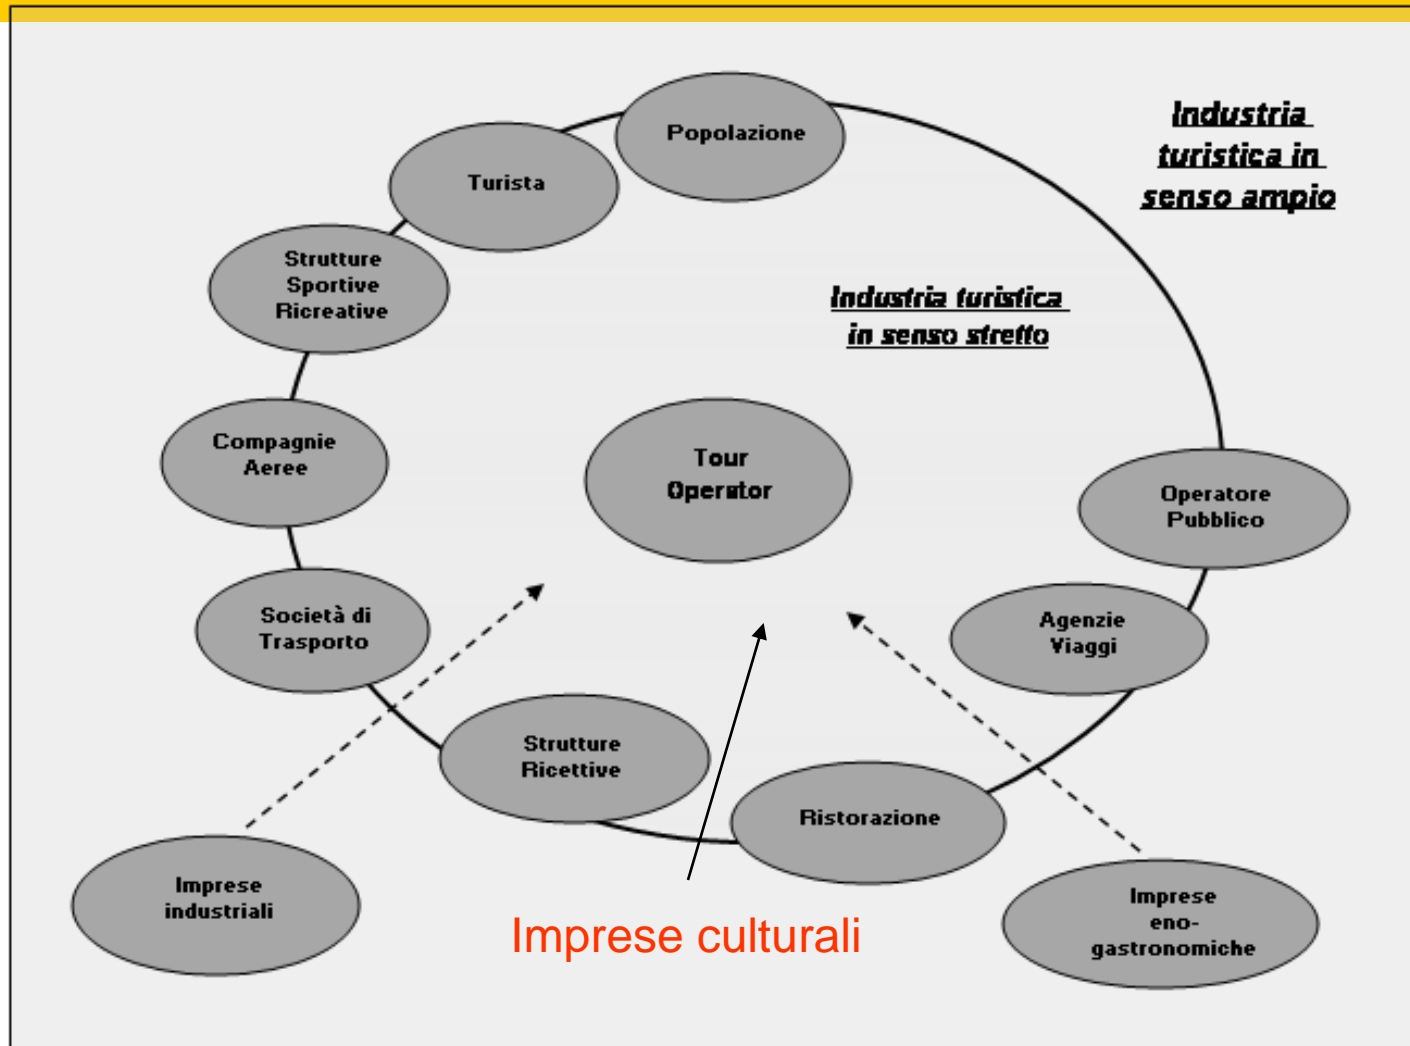 Popolazione
Industria
turistica in
senso ampio
Turista
Strutture
Sportive
Ricreative
Industria turistica
in senso stretto
Compagnie
Aeree
Tour
Operator
Operatore
Pubblico
Società di
Trasporto
Agenzie
Viaggi
Strutture
Ricettive
Ristorazione
Imprese
industriali
Imprese culturali
Imprese
eno-
gastronomiche